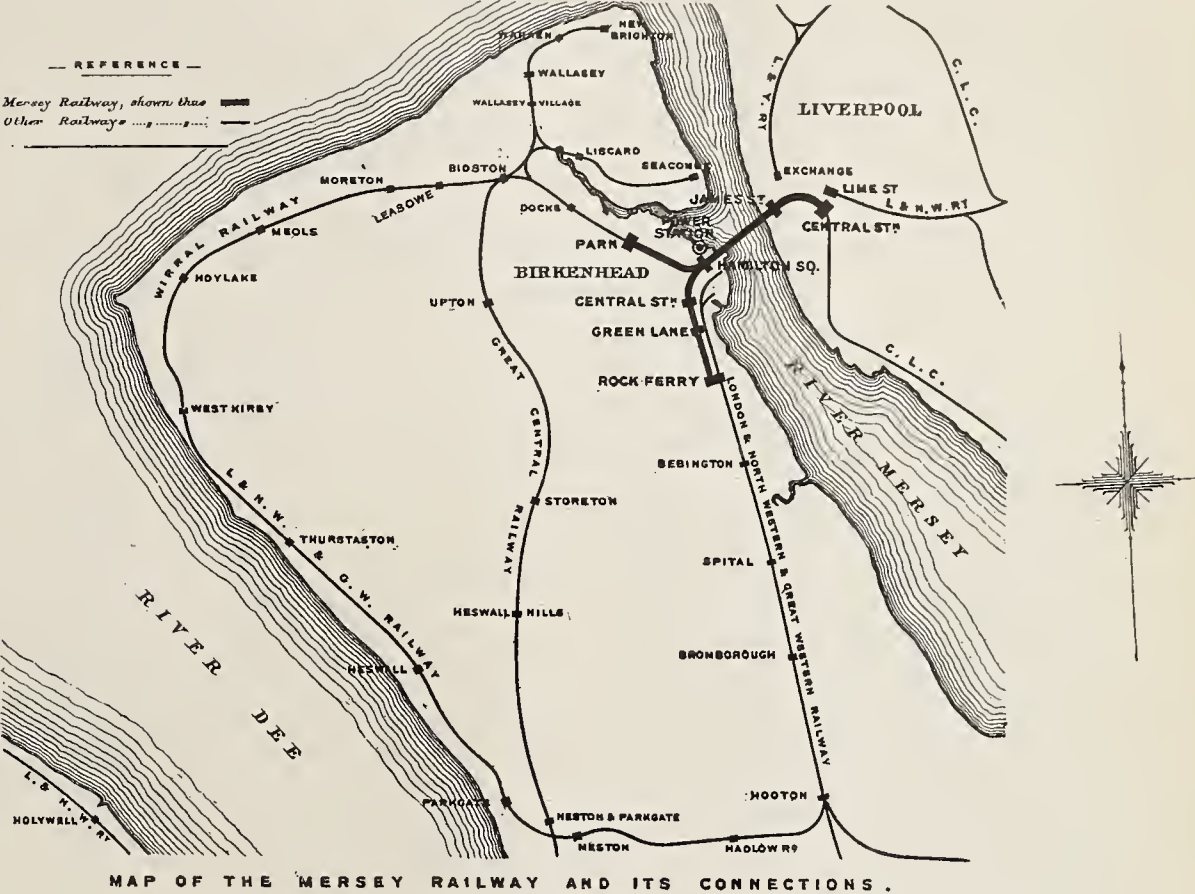 REFERENCE
Mersey Railway, shown thus
Other Railways
NEW BRIGHTON
WARREN
WALLASEY
WALLASEY VILLAGE
LISCARD
SEACOMBE
BIDSTON
MORETON
LEASOWE
WIRRAL RAILWAY
MEOLS
HOYLAKE
WEST KIRBY
DOCKS
PARK
BIRKENHEAD
POWER STATION
JAMES ST.
HAMILTON SQ.
CENTRAL STN
GREEN LANE
ROCK FERRY
L. & Y. RY
C. L. C.
LIVERPOOL
EXCHANGE
LIME ST
L & N. W. RY
CENTRAL STN
C. L. C.
RIVER MERSEY
UPTON
GREAT CENTRAL RAILWAY
STORETON
HESWALL HILLS
LONDON & NORTH WESTERN & GREAT WESTERN RAILWAY
BEBINGTON
SPITAL
BROMBOROUGH
HOOTON
L. & N. W. & G. W. RAILWAY
THURSTASTON
HESWALL
PARKGATE
NESTON & PARKGATE
NESTON
HADLOW RD
RIVER DEE
L. & N. W. RY
HOLYWELL
MAP OF THE MERSEY RAILWAY AND ITS CONNECTIONS.